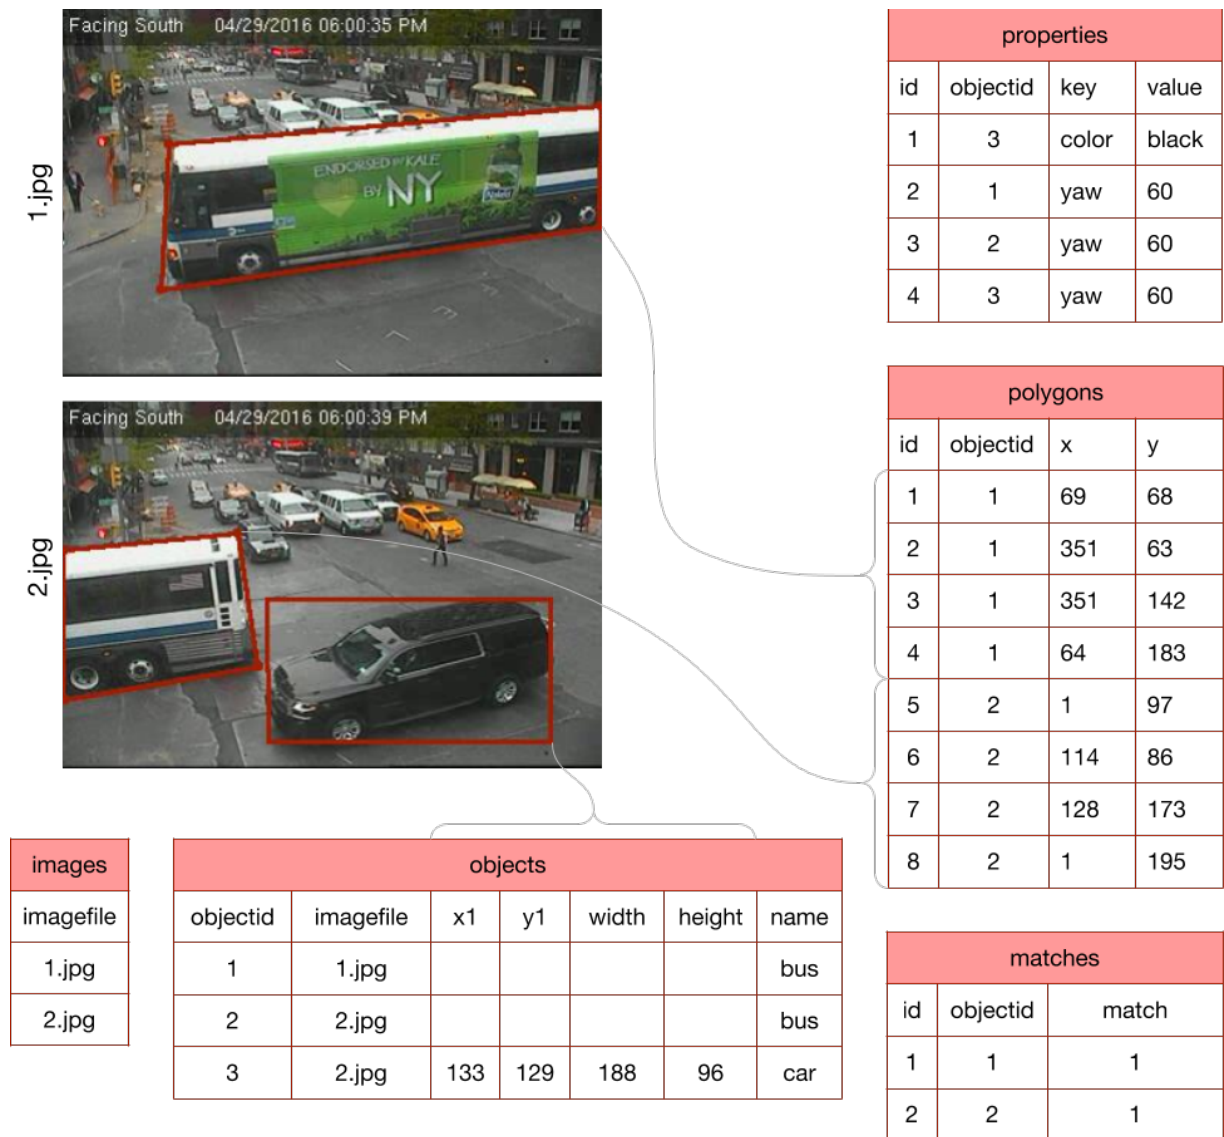 Facing South 04/29/2016 06:00:35 PM
ENDORSED BY KALE
BY NY
1.jpg
Facing South 04/29/2016 06:00:39 PM
2.jpg
properties
id objectid key value
1 3 color black
2 1 yaw 60
3 2 yaw 60
4 3 yaw 60
polygons
id objectid x y
1 1 69 68
2 1 351 63
3 1 351 142
4 1 64 183
5 2 1 97
6 2 114 86
7 2 128 173
8 2 1 195
images
imagefile
1.jpg
2.jpg
objects
objectid imagefile x1 y1 width height name
1 1.jpg bus
2 2.jpg bus
3 2.jpg 133 129 188 96 car
matches
id objectid match
1 1 1
2 2 1